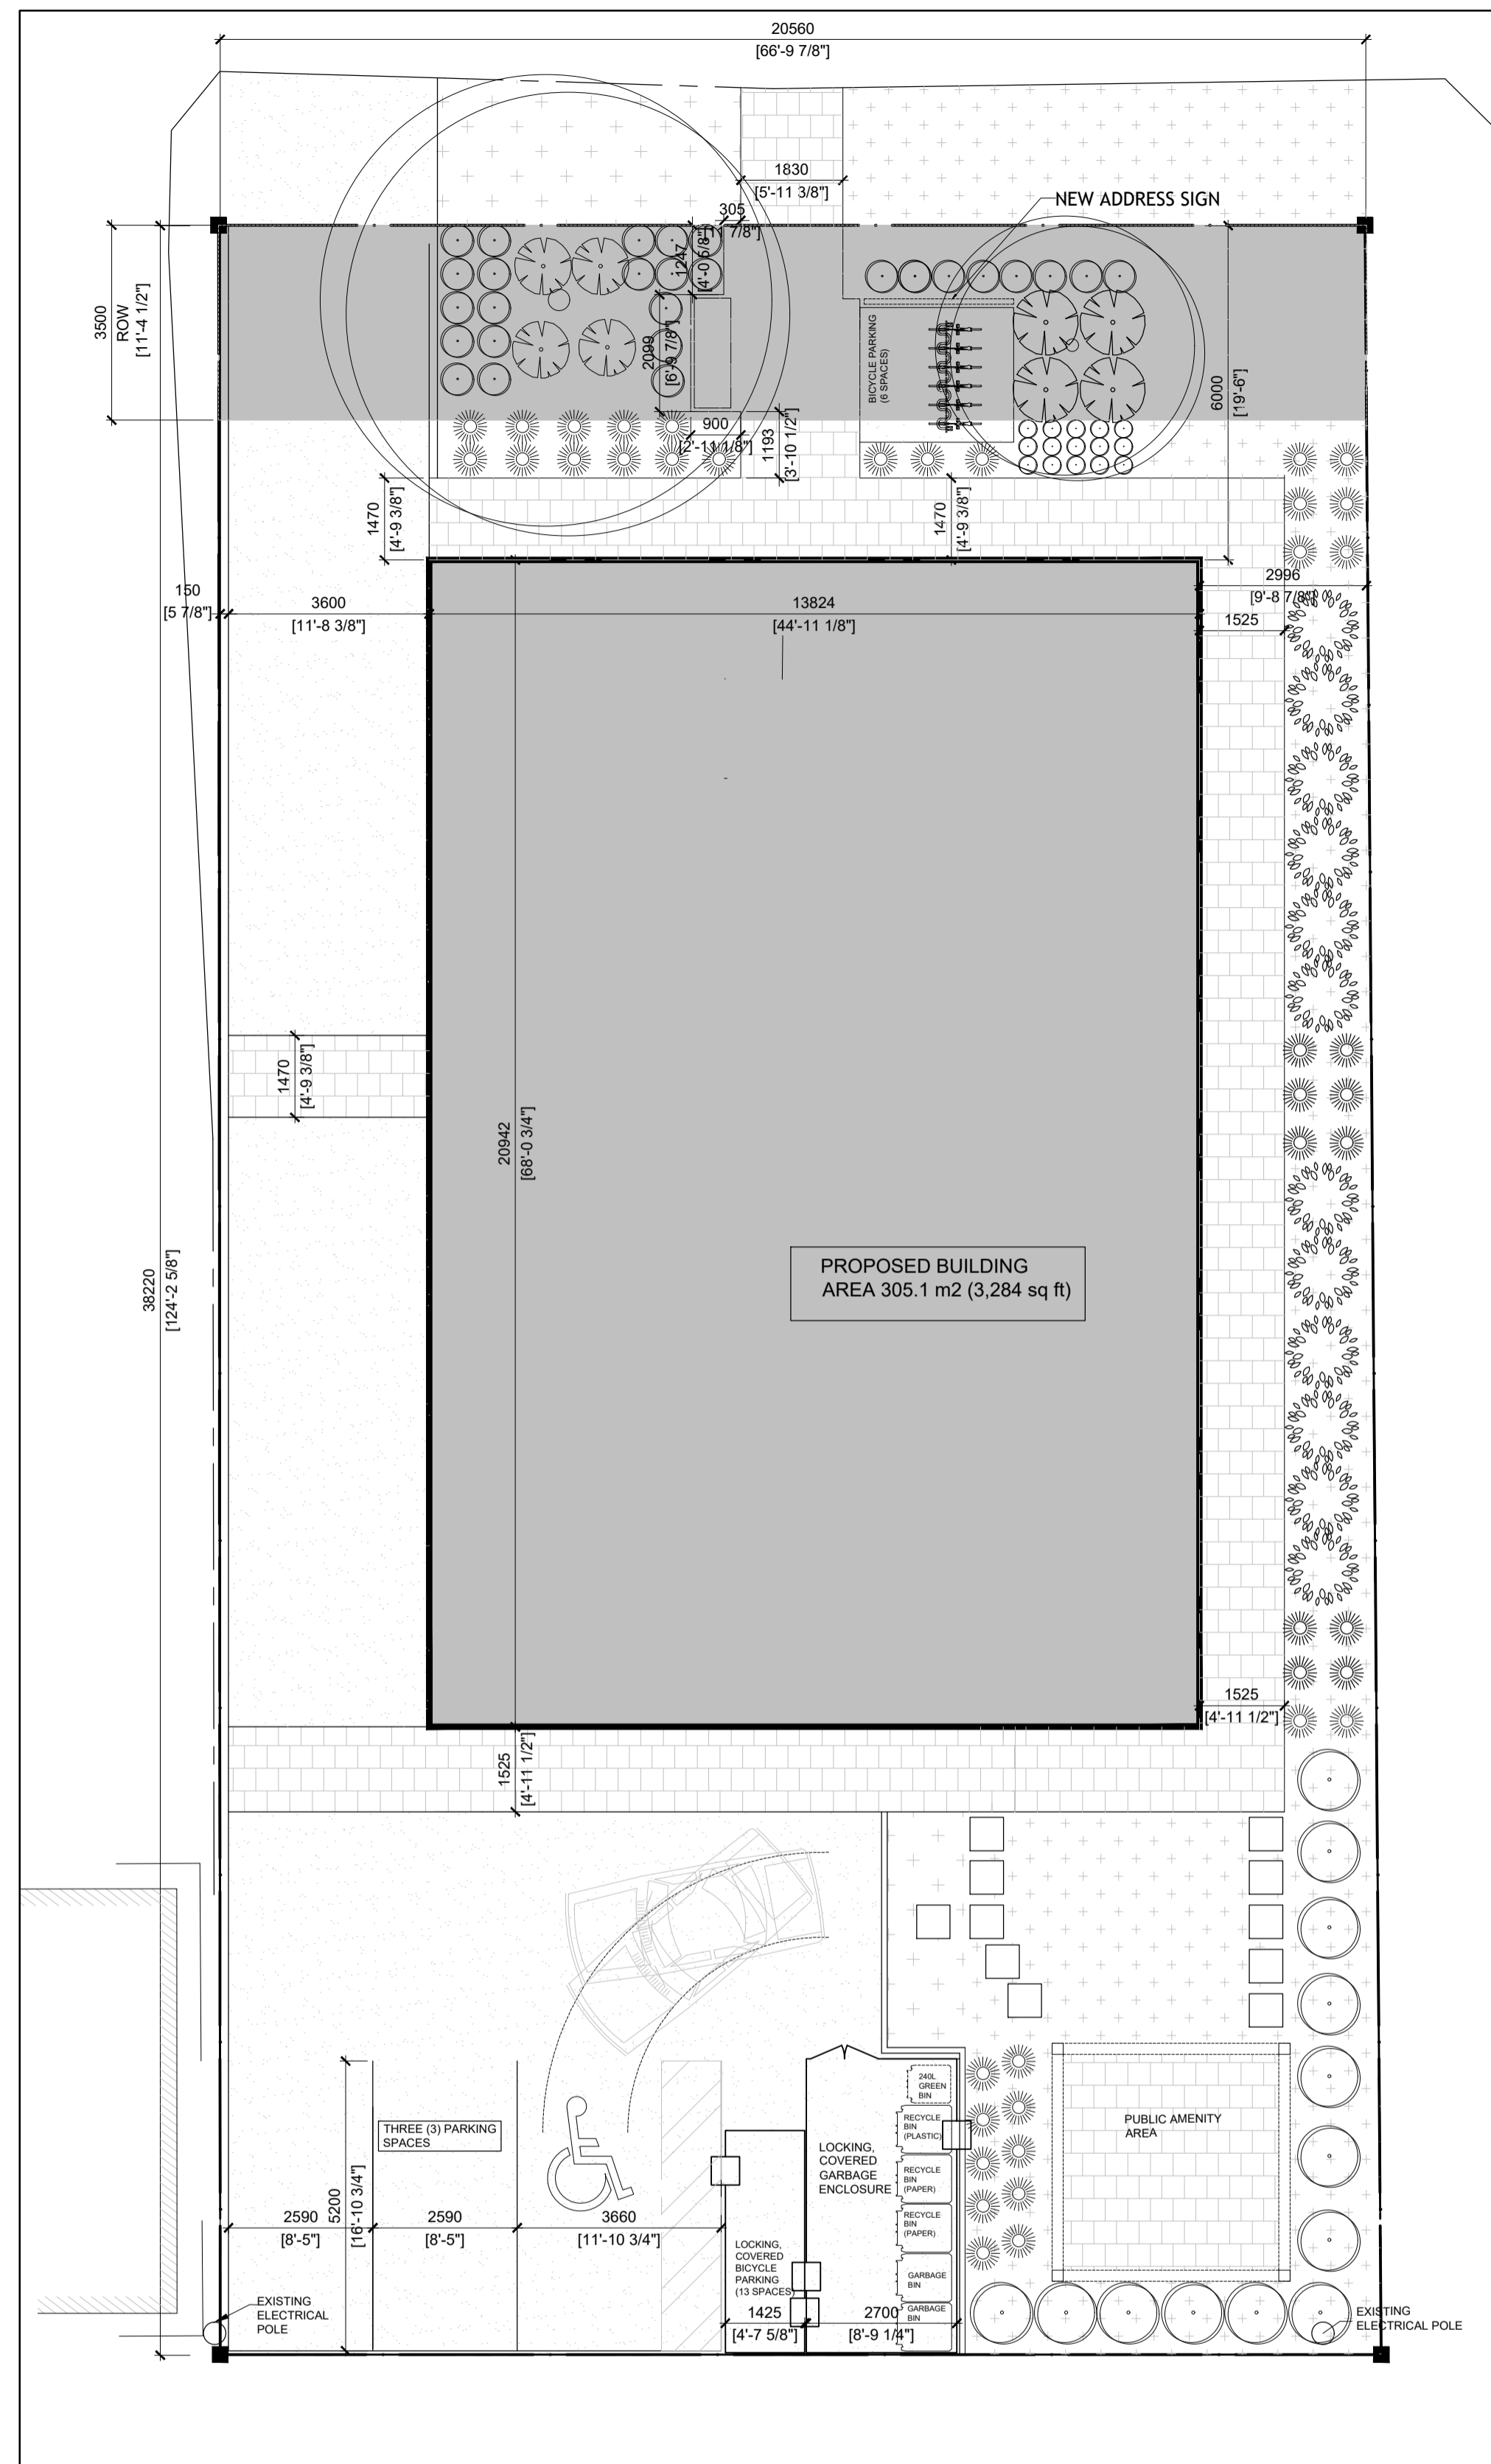 20560
[66'-9 7/8"]
1830
[5'-11 3/8"]
NEW ADDRESS SIGN
305
7/8"]
1247
[4'-0 5/8"]
3500
ROW
[11'-4 1/2"]
2099
[6'-9 7/8"]
BICYCLE PARKING
(6 SPACES)
6000
[19'-6"]
900
[2'-11 1/8"]
1193
[3'-10 1/2"]
1470
[4'-9 3/8"]
1470
[4'-9 3/8"]
150
[5 7/8"]
3600
[11'-8 3/8"]
13824
[44'-11 1/8"]
2996
[9'-8 7/8"]
1525
1470
[4'-9 3/8"]
20942
[68'-0 3/4"]
38220
[124'-2 5/8"]
PROPOSED BUILDING
AREA 305.1 m2 (3,284 sq ft)
1525
[4'-11 1/2"]
1525
[4'-11 1/2"]
THREE (3) PARKING
SPACES
5200
[16'-10 3/4"]
2590
[8'-5"]
2590
[8'-5"]
3660
[11'-10 3/4"]
LOCKING,
COVERED
BICYCLE
PARKING
(13 SPACES)
LOCKING,
COVERED
GARBAGE
ENCLOSURE
240L
GREEN
BIN
RECYCLE
BIN
(PLASTIC)
RECYCLE
BIN
(PAPER)
RECYCLE
BIN
(PAPER)
GARBAGE
BIN
GARBAGE
BIN
1425
[4'-7 5/8"]
2700
[8'-9 1/4"]
PUBLIC AMENITY
AREA
EXISTING
ELECTRICAL
POLE
EXISTING
ELECTRICAL POLE